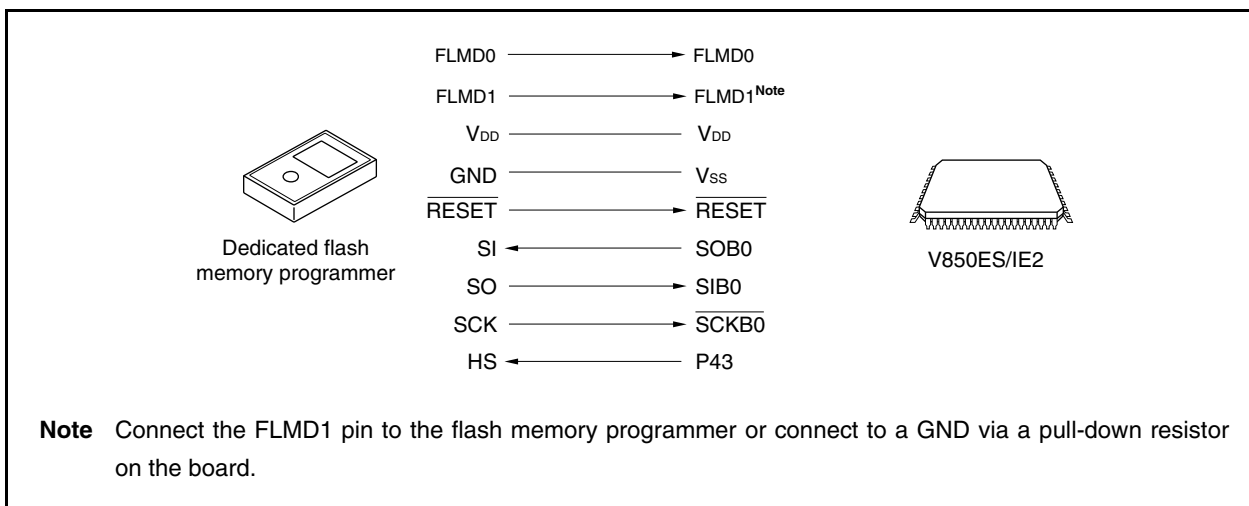 FLMD0 FLMD0
FLMD1 FLMD1Note
VDD VDD
GND VSS
RESET RESET
SI SOB0
SO SIB0
SCK SCKB0
HS P43
Dedicated flash
memory programmer
V850ES/IE2
Note Connect the FLMD1 pin to the flash memory programmer or connect to a GND via a pull-down resistor
on the board.